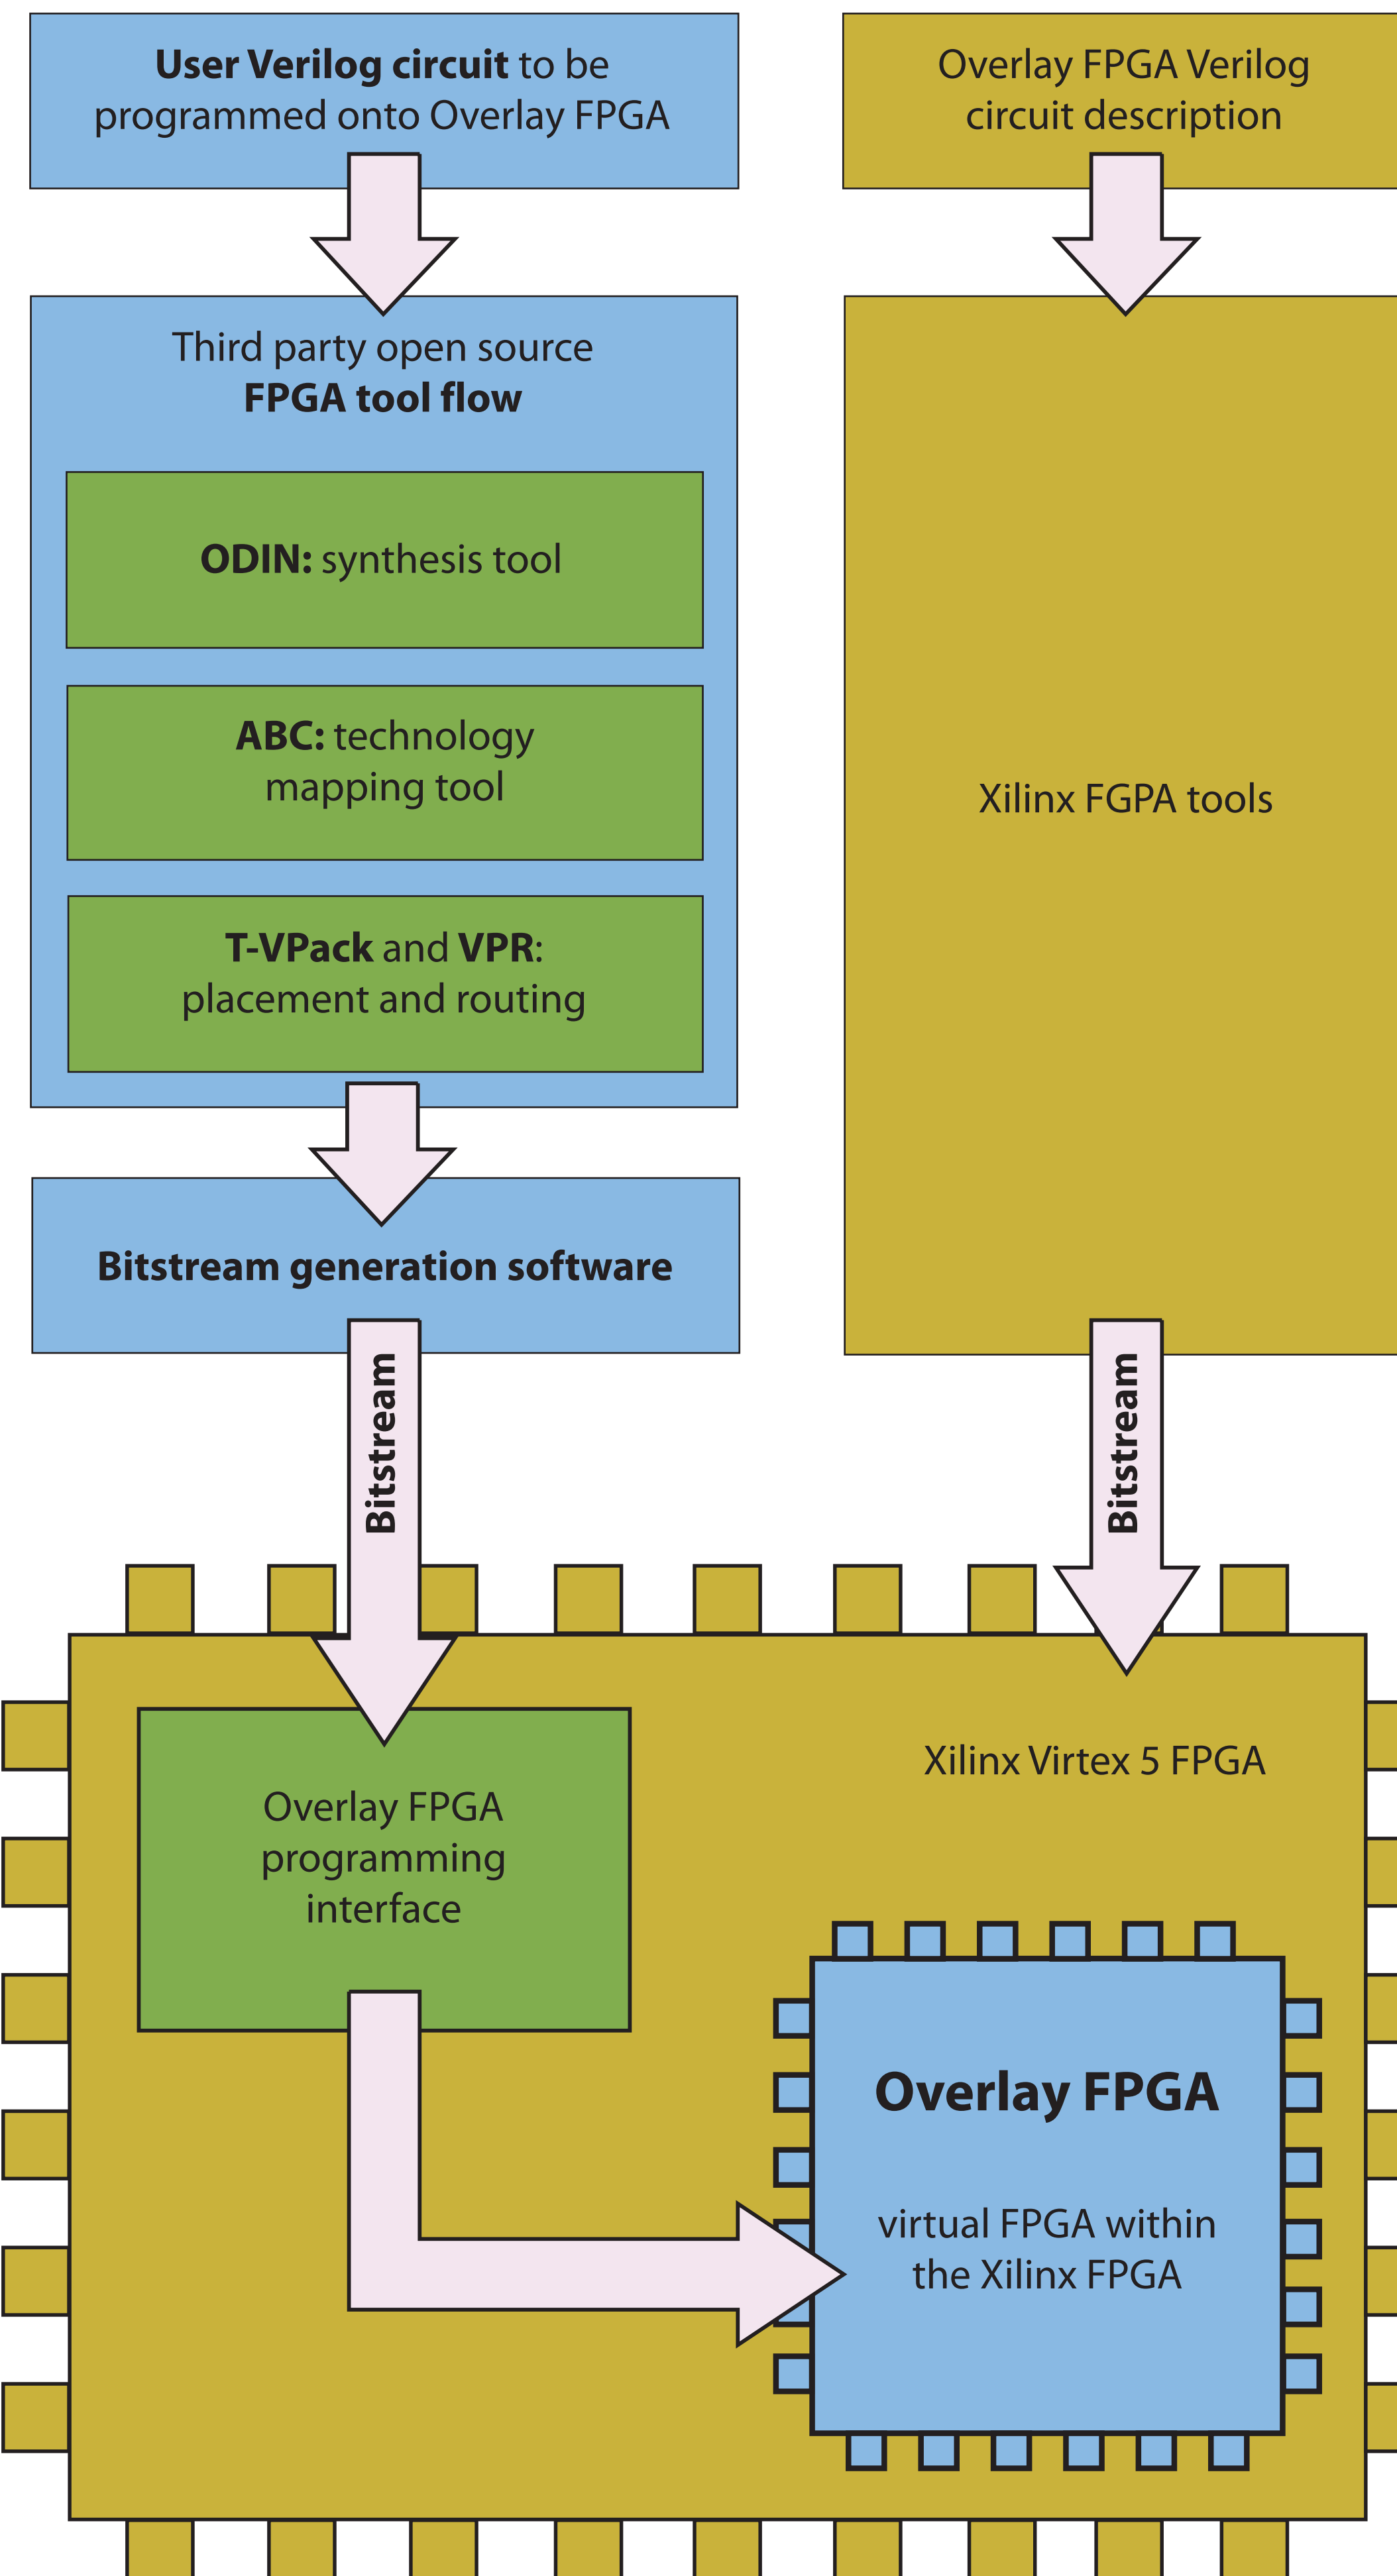 User Verilog circuit to be
programmed onto Overlay FPGA
Overlay FPGA Verilog
circuit description
Third party open source
FPGA tool flow
ODIN: synthesis tool
ABC: technology
mapping tool
T-VPack and VPR:
placement and routing
Xilinx FGPA tools
Bitstream generation software
Bitstream
Bitstream
Xilinx Virtex 5 FPGA
Overlay FPGA
programming
interface
Overlay FPGA
virtual FPGA within
the Xilinx FPGA